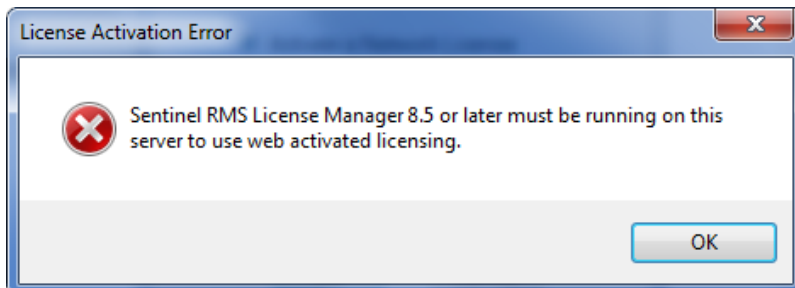 License Activation Error
Sentinel RMS License Manager 8.5 or later must be running on this
server to use web activated licensing.
OK